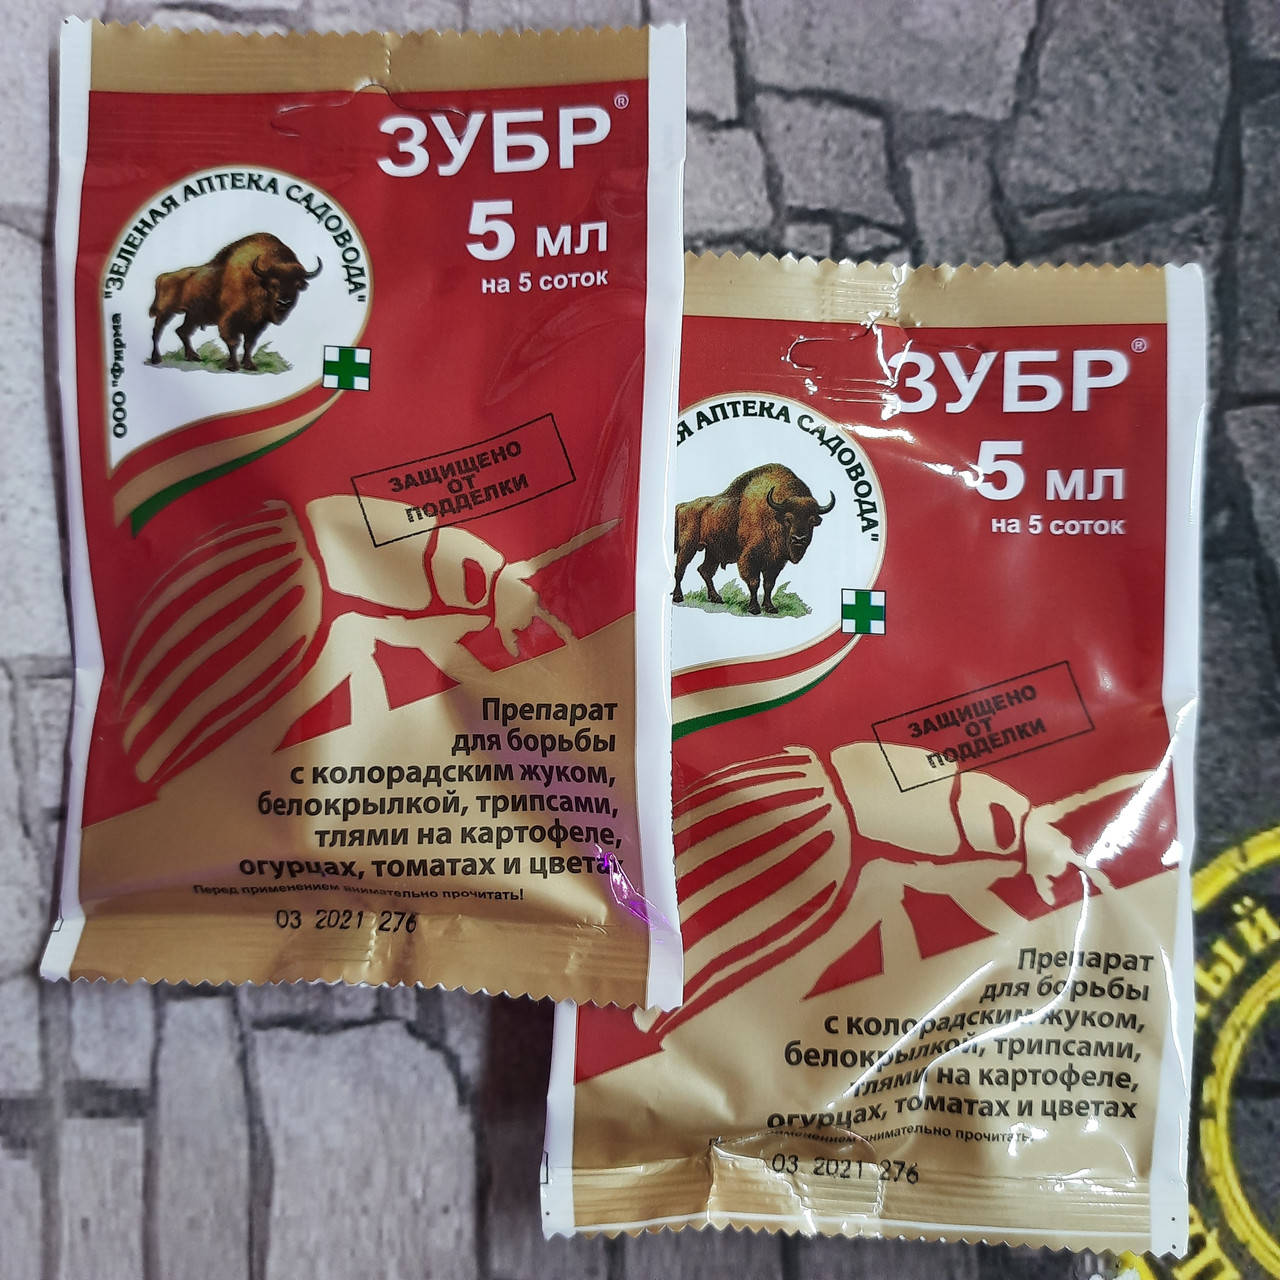 ЗУБР®
5 мл
на 5 соток
ООО "Фирма "ЗЕЛЕНАЯ АПТЕКА САДОВОДА"
ЗАЩИЩЕНО
ОТ
ПОДДЕЛКИ
Препарат
для борьбы
с колорадским жуком,
белокрылкой, трипсами,
тлями на картофеле,
огурцах, томатах и
Перед применением внимательно прочитать!
03 2021 276
ЗУБР®
5 мл
на 5 соток
АПТЕКА САДОВОДА"
ЗАЩИЩЕНО
ОТ
ПОДДЕЛКИ
Препарат
для борьбы
с колорадским жуком,
белокрылкой, трипсами,
тлями на картофеле,
огурцах, томатах и цветах
внимательно прочитать!
03 2021 276